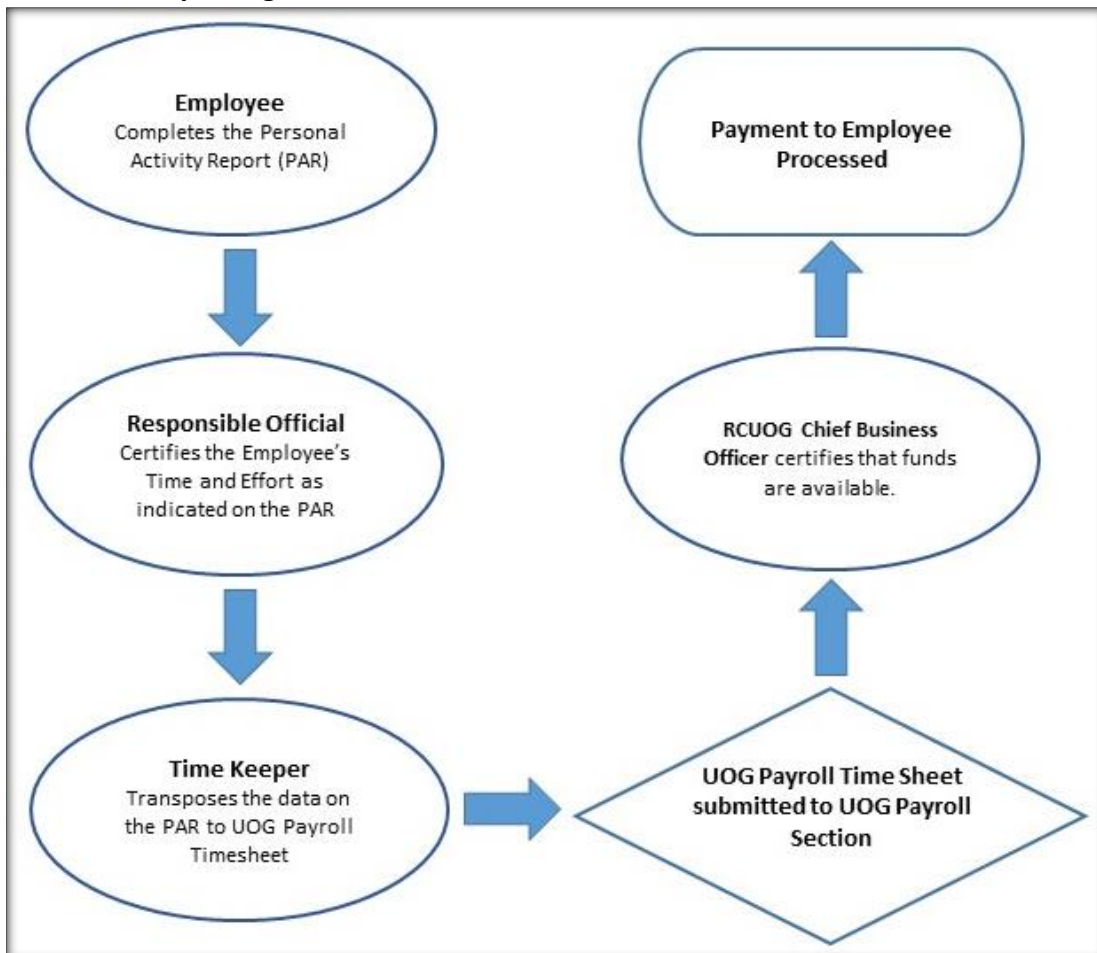 Employee
Completes the Personal
Activity Report (PAR)
Responsible Official
Certifies the Employee's
Time and Effort as
indicated on the PAR
Time Keeper
Transposes the data on
the PAR to UOG Payroll
Timesheet
UOG Payroll Time Sheet
submitted to UOG Payroll
Section
RCUOG Chief Business
Officer certifies that funds
are available.
Payment to Employee
Processed